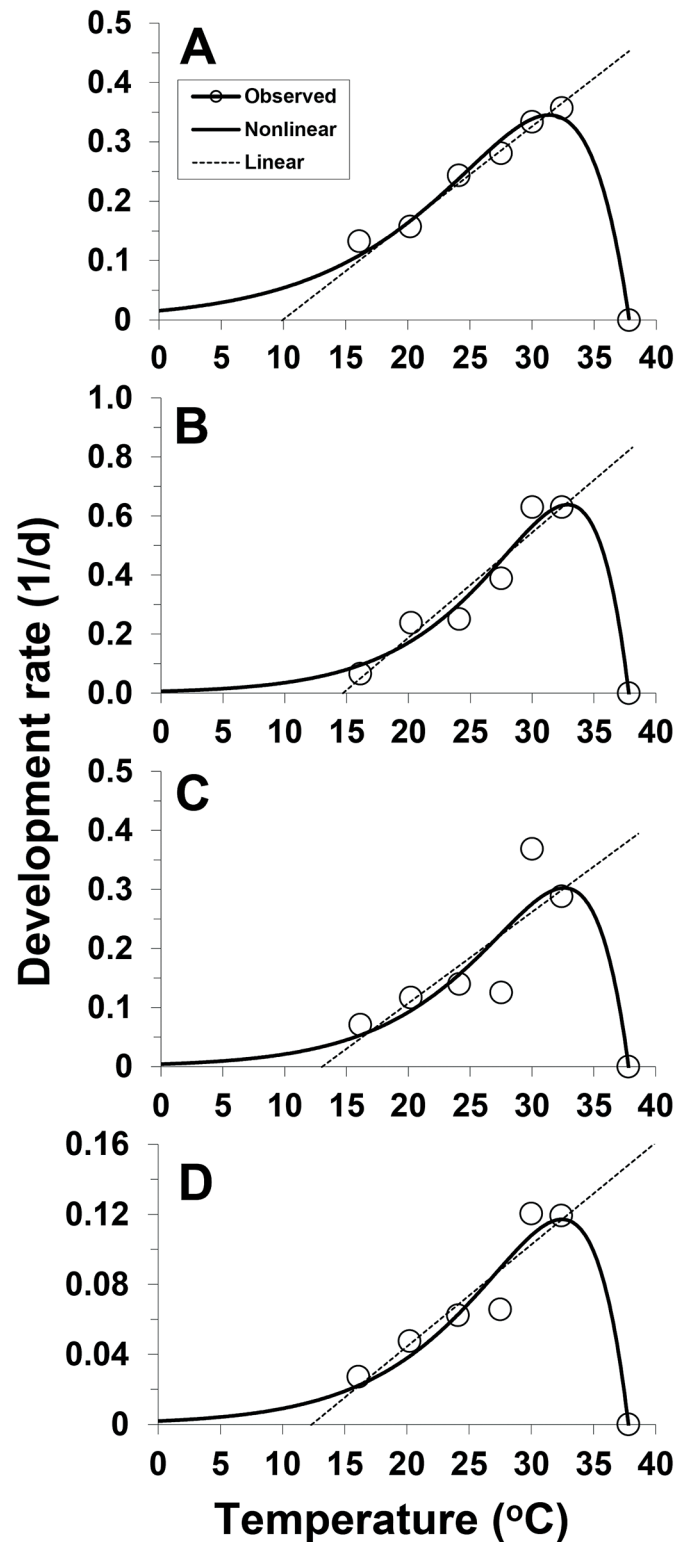 Development rate (1/d)
A
0.5
0.4
0.3
0.2
0.1
0
Observed
Nonlinear
Linear
0 5 10 15 20 25 30 35 40
B
1.0
0.8
0.6
0.4
0.2
0.0
0 5 10 15 20 25 30 35 40
C
0.5
0.4
0.3
0.2
0.1
0
0 5 10 15 20 25 30 35 40
D
0.16
0.12
0.08
0.04
0
0 5 10 15 20 25 30 35 40
Temperature (ºC)